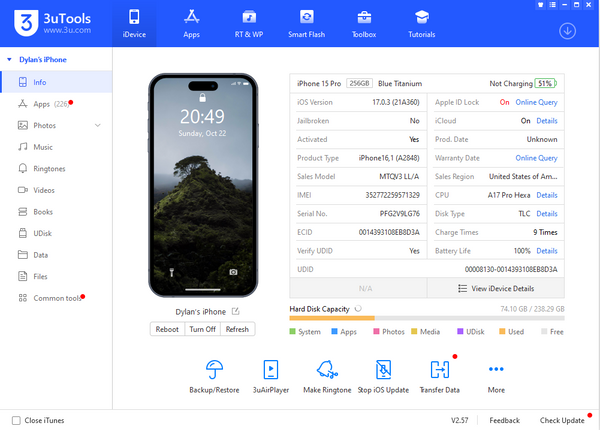 3uTools
www.3u.com
iDevice
Apps
RT & WP
Smart Flash
Toolbox
Tutorials
Dylan's iPhone
Info
Apps (226)
Photos
Music
Ringtones
Videos
Books
UDisk
Data
Files
Common tools
20:49
Sunday, Oct 22
Dylan's iPhone
Reboot Turn Off Refresh
iPhone 15 Pro 256GB Blue Titanium Not Charging 51%
iOS Version 17.0.3 (21A360) Apple ID Lock On Online Query
Jailbroken No iCloud On Details
Activated Yes Prod. Date Unknown
Product Type iPhone16,1 (A2848) Warranty Date Online Query
Sales Model MTQV3 LL/A Sales Region United States of Am...
IMEI 352772259571329 CPU A17 Pro Hexa Details
Serial No. PFG2V9LG76 Disk Type TLC Details
ECID 0014393108EB8D3A Charge Times 9 Times
Verify UDID Yes Battery Life 100% Details
UDID 00008130-0014393108EB8D3A
N/A View iDevice Details
Hard Disk Capacity 74.10 GB / 238.29 GB
System Apps Photos Media UDisk Used Free
Backup/Restore 3uAirPlayer Make Ringtone Stop iOS Update Transfer Data More
Close iTunes V2.57 Feedback Check Update